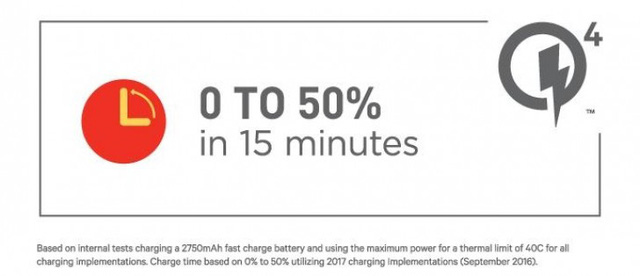 4
0 TO 50%
in 15 minutes
™
Based on internal tests charging a 2750mAh fast charge battery and using the maximum power for a thermal limit of 40C for all
charging implementations. Charge time based on 0% to 50% utilizing 2017 charging Implementations (September 2016).